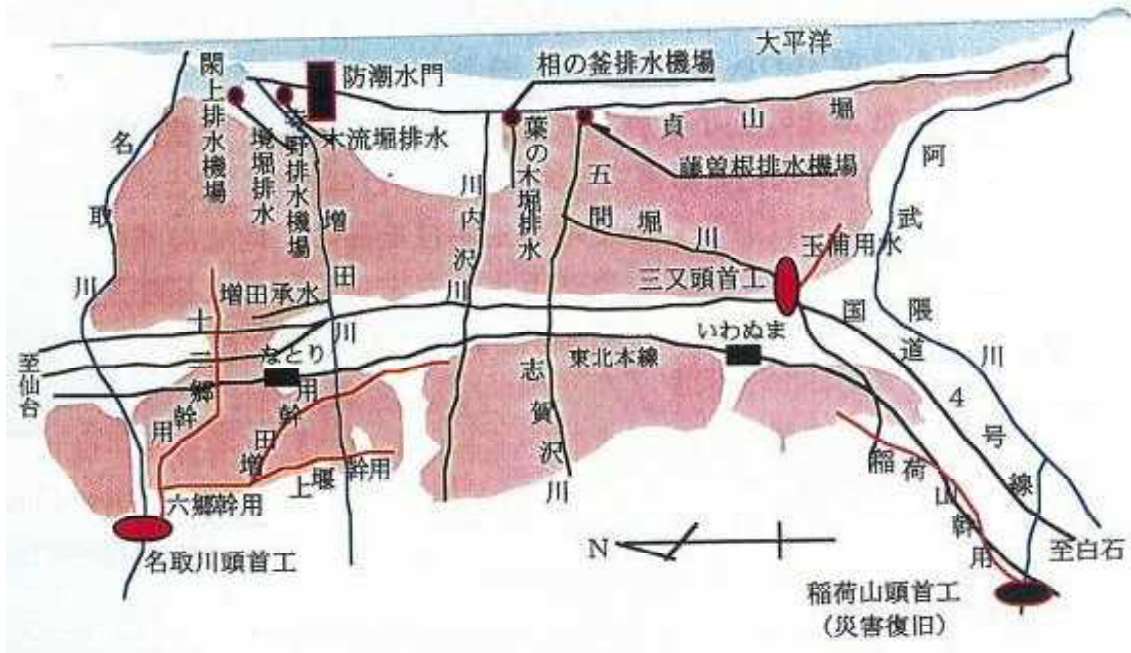 大平洋
相の釜排水機場
防潮水門
閖上排水機場
名取川
境堀排水
木流堀排水
野排水機場
増田川
川内沢川
葉の木堀排水
貞山堀
藤曽根排水機場
五間堀川
阿武隈川
玉浦用水
三又頭首工
増田承水
十三郷幹用
なとり
いわぬま
東北本線
国道4号線
至仙台
志賀沢川
増田幹用
上堰幹用
六郷幹用
名取川頭首工
稲荷山幹用
N
至白石
稲荷山頭首工
(災害復旧)